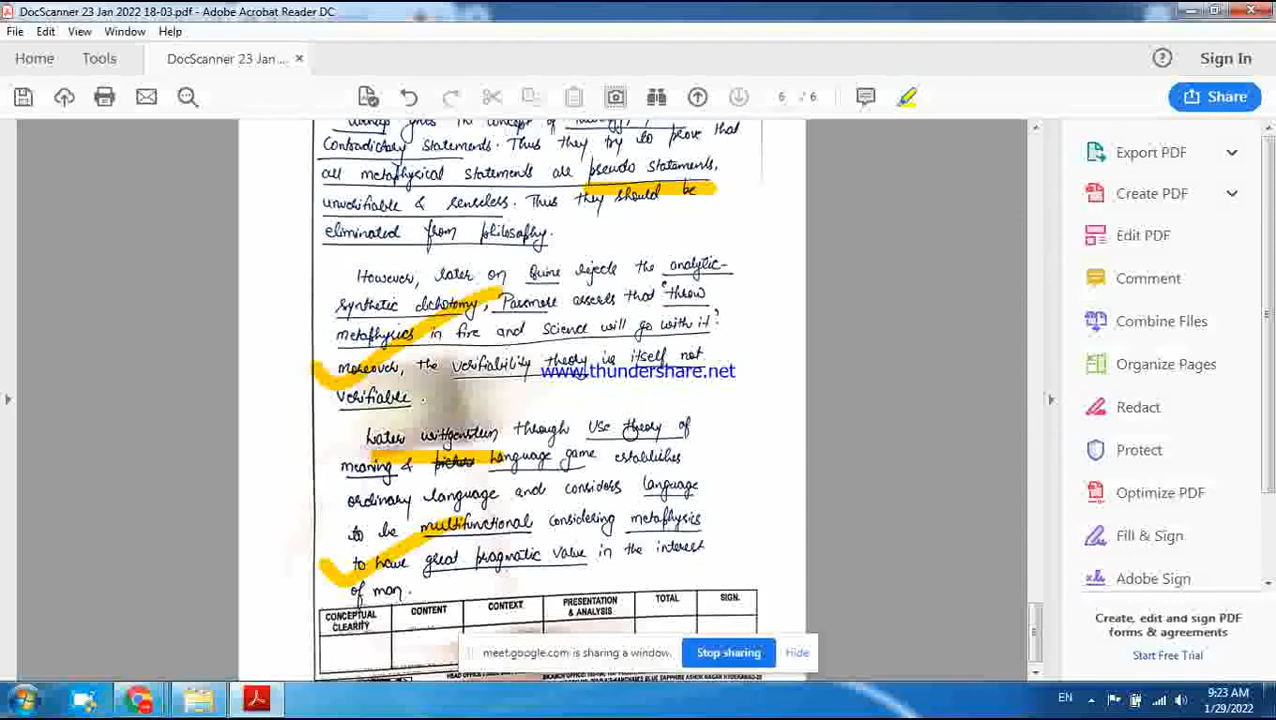 DocScanner 23 Jan 2022 18-03.pdf - Adobe Acrobat Reader DC
File Edit View Window Help
Home Tools DocScanner 23 Jan ... × Sign In
6 / 6 Share
gives the concept of
Contradictory statements. Thus they try to prove that
all metaphysical statements are pseudo statements,
unverifiable & senseless. Thus they should be
eliminated from philosophy.
However, later on Quine rejects the analytic-
synthetic dichotomy, Passmore asserts that 'throw
metaphysics in fire and science will go with it'
Moreover, the verifiability theory is itself not
verifiable.
www.thundershare.net
Later Wittgenstein through Use theory of
meaning & picture Language game establishes
ordinary language and considers language
to be multifunctional considering metaphysics
to have great pragmatic value in the interest
of man.
CONCEPTUAL CLEARITY CONTENT CONTEXT PRESENTATION & ANALYSIS TOTAL SIGN.
meet.google.com is sharing a window. Stop sharing Hide
Export PDF
Create PDF
Edit PDF
Comment
Combine Files
Organize Pages
Redact
Protect
Optimize PDF
Fill & Sign
Adobe Sign
Create, edit and sign PDF
forms & agreements
Start Free Trial
EN 9:23 AM
1/29/2022